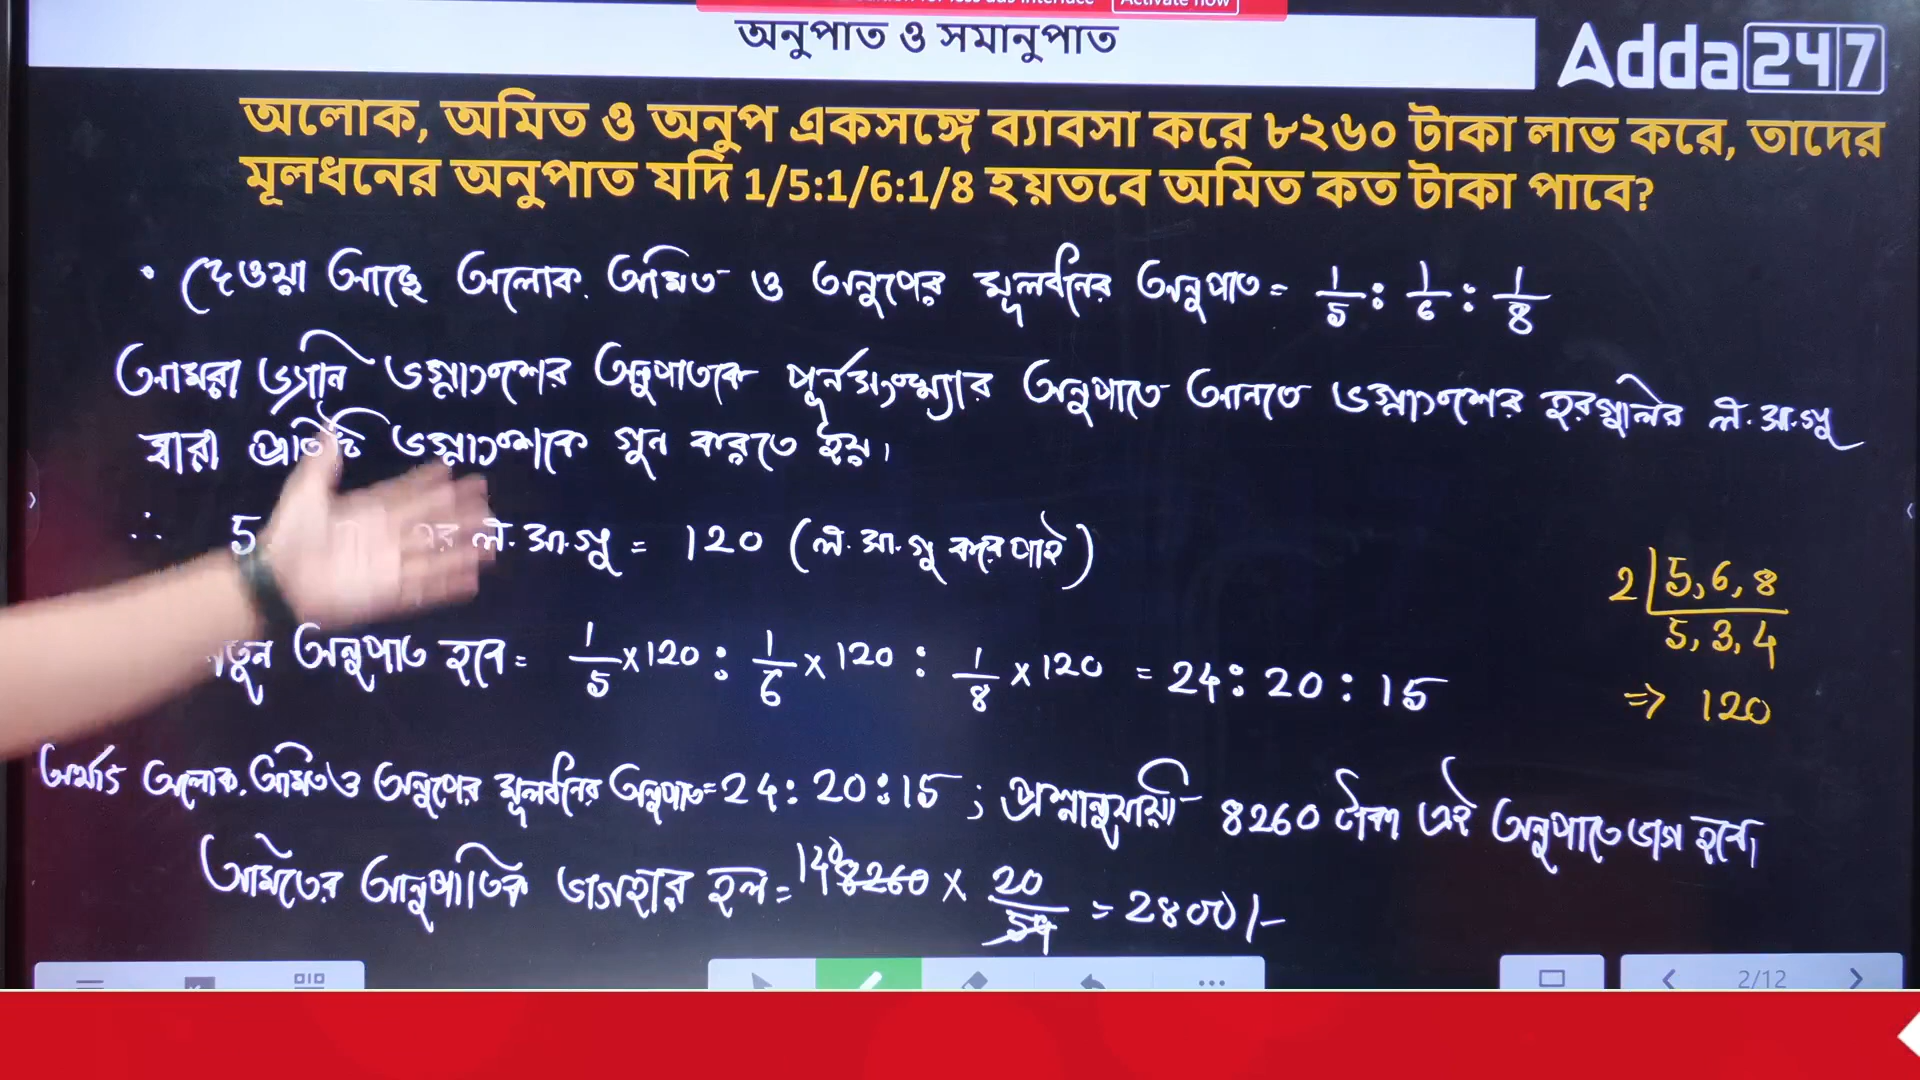 অনুপাত ও সমানুপাত
Adda247
অলোক, অমিত ও অনুপ একসঙ্গে ব্যাবসা করে ৮২৬০ টাকা লাভ করে, তাদের
মূলধনের অনুপাত যদি 1/5:1/6:1/8 হয়তবে অমিত কত টাকা পাবে?
• দেওয়া আছে অলোক. অমিত ও অনুপের মূলধনের অনুপাত = 1/5 : 1/6 : 1/8
আমরা জানি ভগ্নাংশের অনুপাতকে পূর্নসংখ্যার অনুপাতে আনতে ভগ্নাংশের হরগুলির ল.সা.গু
দ্বারা প্রতিটি ভগ্নাংশকে গুন করতে হয়।
∴ 5 এর ল.সা.গু = 120 (ল.সা.গু করে পাই)
2 | 5, 6, 8
5, 3, 4
⇒ 120
অনুপাত হবে = 1/5 × 120 : 1/6 × 120 : 1/8 × 120 = 24 : 20 : 15
অর্থাৎ অলোক. অমিত ও অনুপের মূলধনের অনুপাত = 24 : 20 : 15 ; প্রশ্নানুযায়ী 8260 টাকা এই অনুপাতে ভাগ হবে।
অমিতের আনুপাতিক ভাগহার হল = 140 8260 × 20/59 = 2800/-
2/12